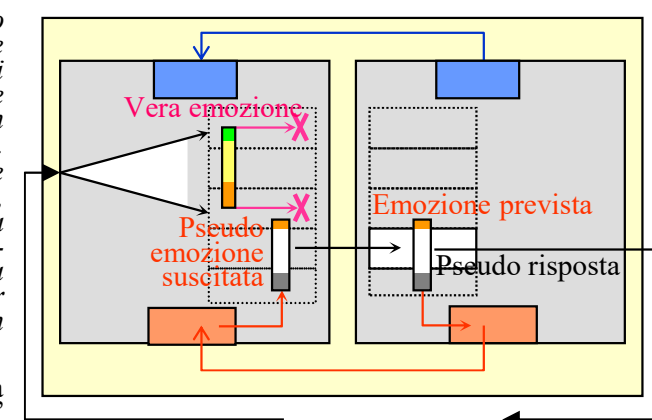 Vera emozione
Emozione prevista
Pseudo
emozione
suscitata
Pseudo risposta